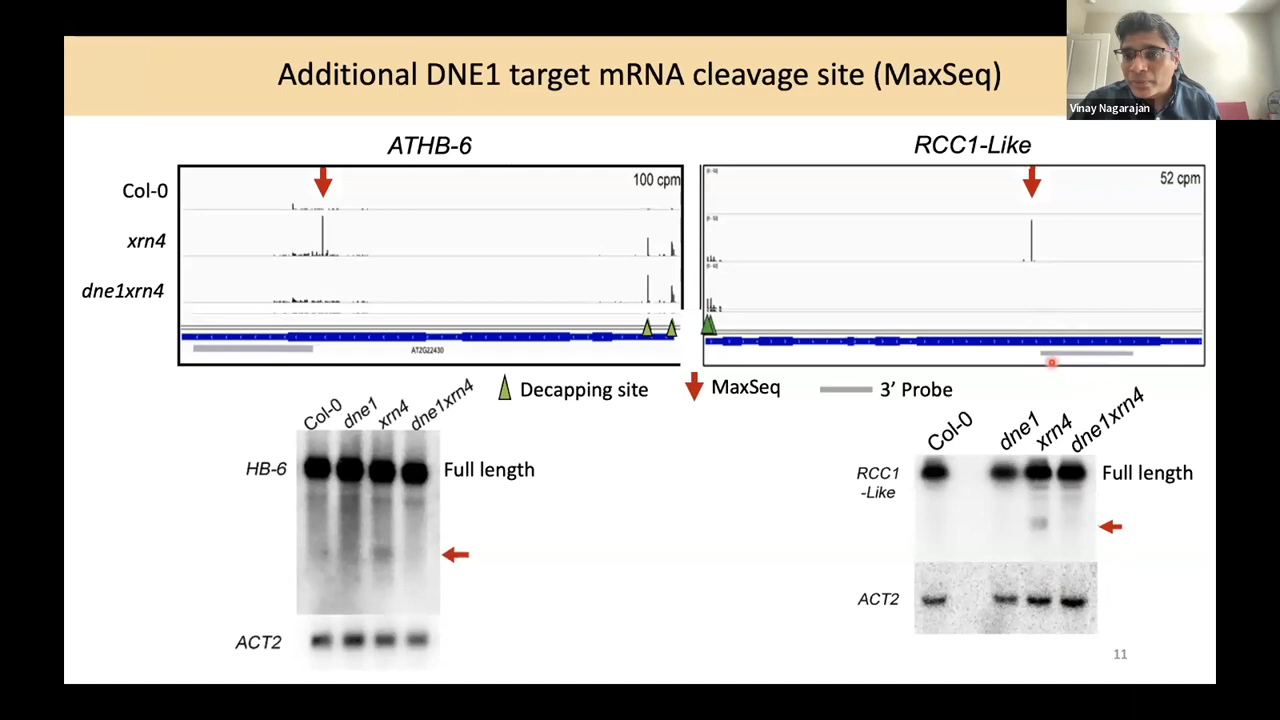 Additional DNE1 target mRNA cleavage site (MaxSeq)
Vinay Nagarajan
ATHB-6
RCC1-Like
Col-0
xrn4
dne1xrn4
100 cpm
52 cpm
AT2G22430
Decapping site
MaxSeq
3' Probe
Col-0
dne1
xrn4
dne1xrn4
HB-6
Full length
ACT2
Col-0
dne1
xrn4
dne1xrn4
RCC1
-Like
Full length
ACT2
11